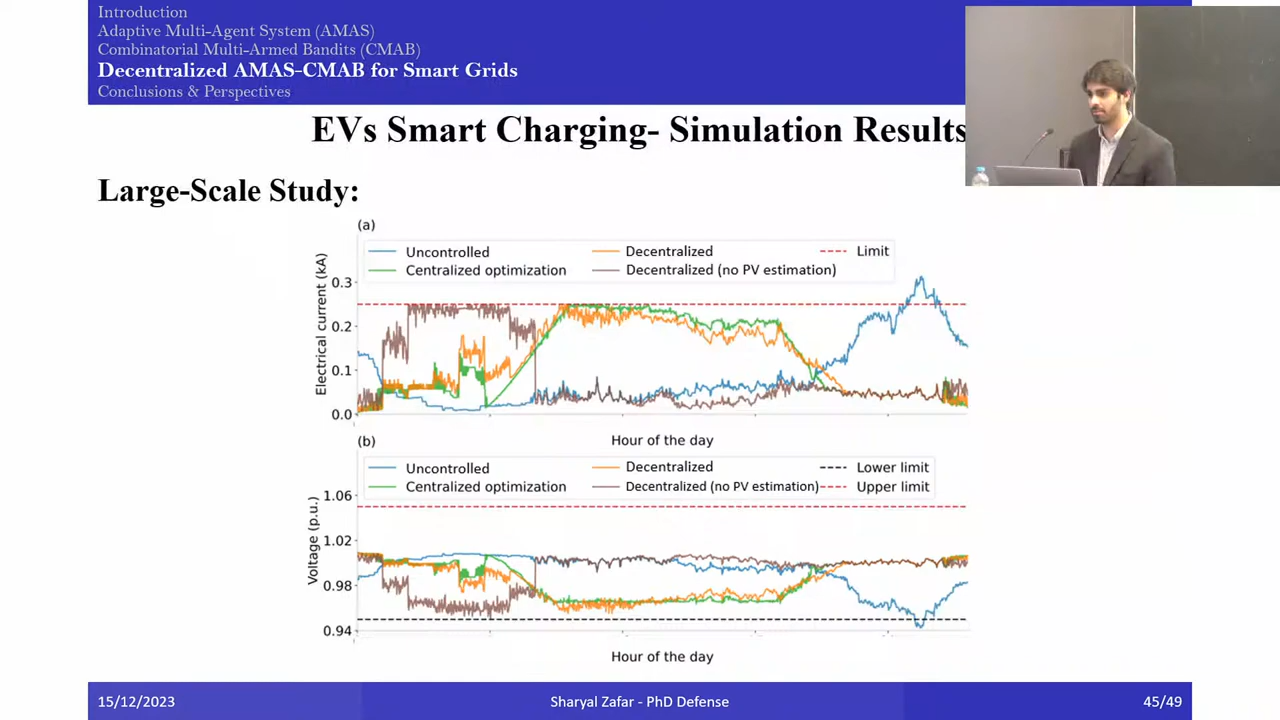 Introduction
Adaptive Multi-Agent System (AMAS)
Combinatorial Multi-Armed Bandits (CMAB)
Decentralized AMAS-CMAB for Smart Grids
Conclusions & Perspectives
EVs Smart Charging- Simulation Results
Large-Scale Study:
(a)
Uncontrolled
Decentralized
Limit
Centralized optimization
Decentralized (no PV estimation)
Electrical current (kA)
0.3
0.2
0.1
0.0
Hour of the day
(b)
Uncontrolled
Decentralized
Lower limit
Centralized optimization
Decentralized (no PV estimation)
Upper limit
Voltage (p.u.)
1.06
1.02
0.98
0.94
Hour of the day
15/12/2023
Sharyal Zafar - PhD Defense
45/49